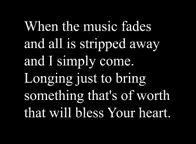 When the music fades
and all is stripped away
and I simply come.
Longing just to bring
something that's of worth
that will bless Your heart.